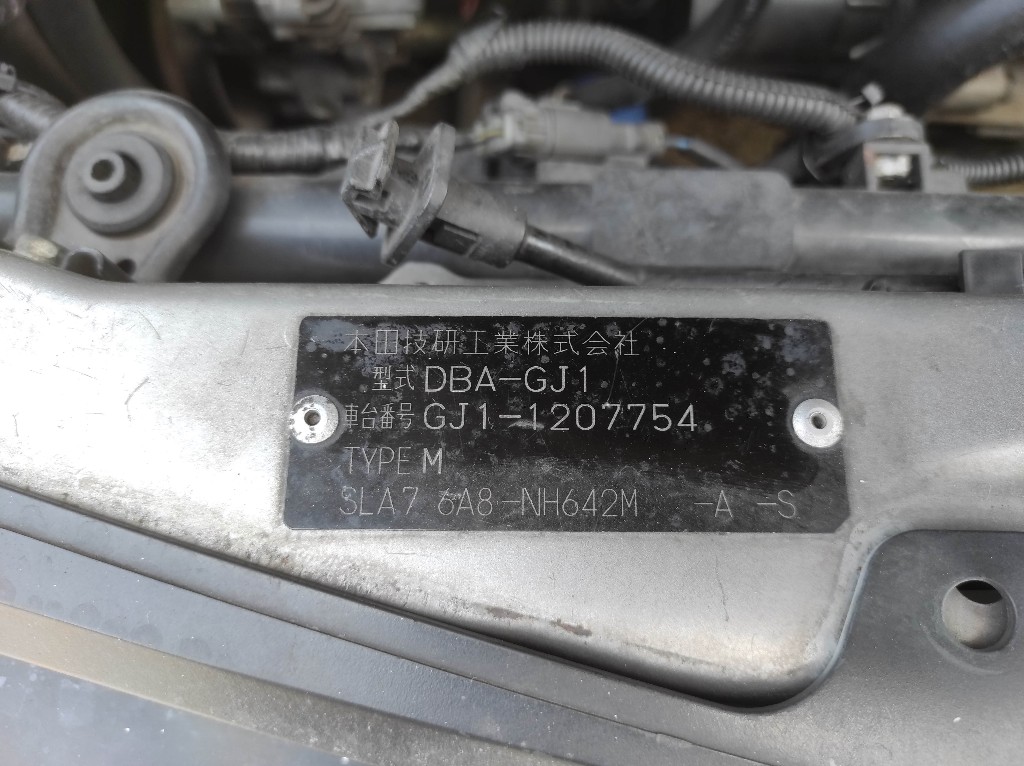 本田技研工業株式会社
型式 DBA-GJ1
車台番号 GJ1-1207754
TYPE M
SLA7 6A8-NH642M -A -S